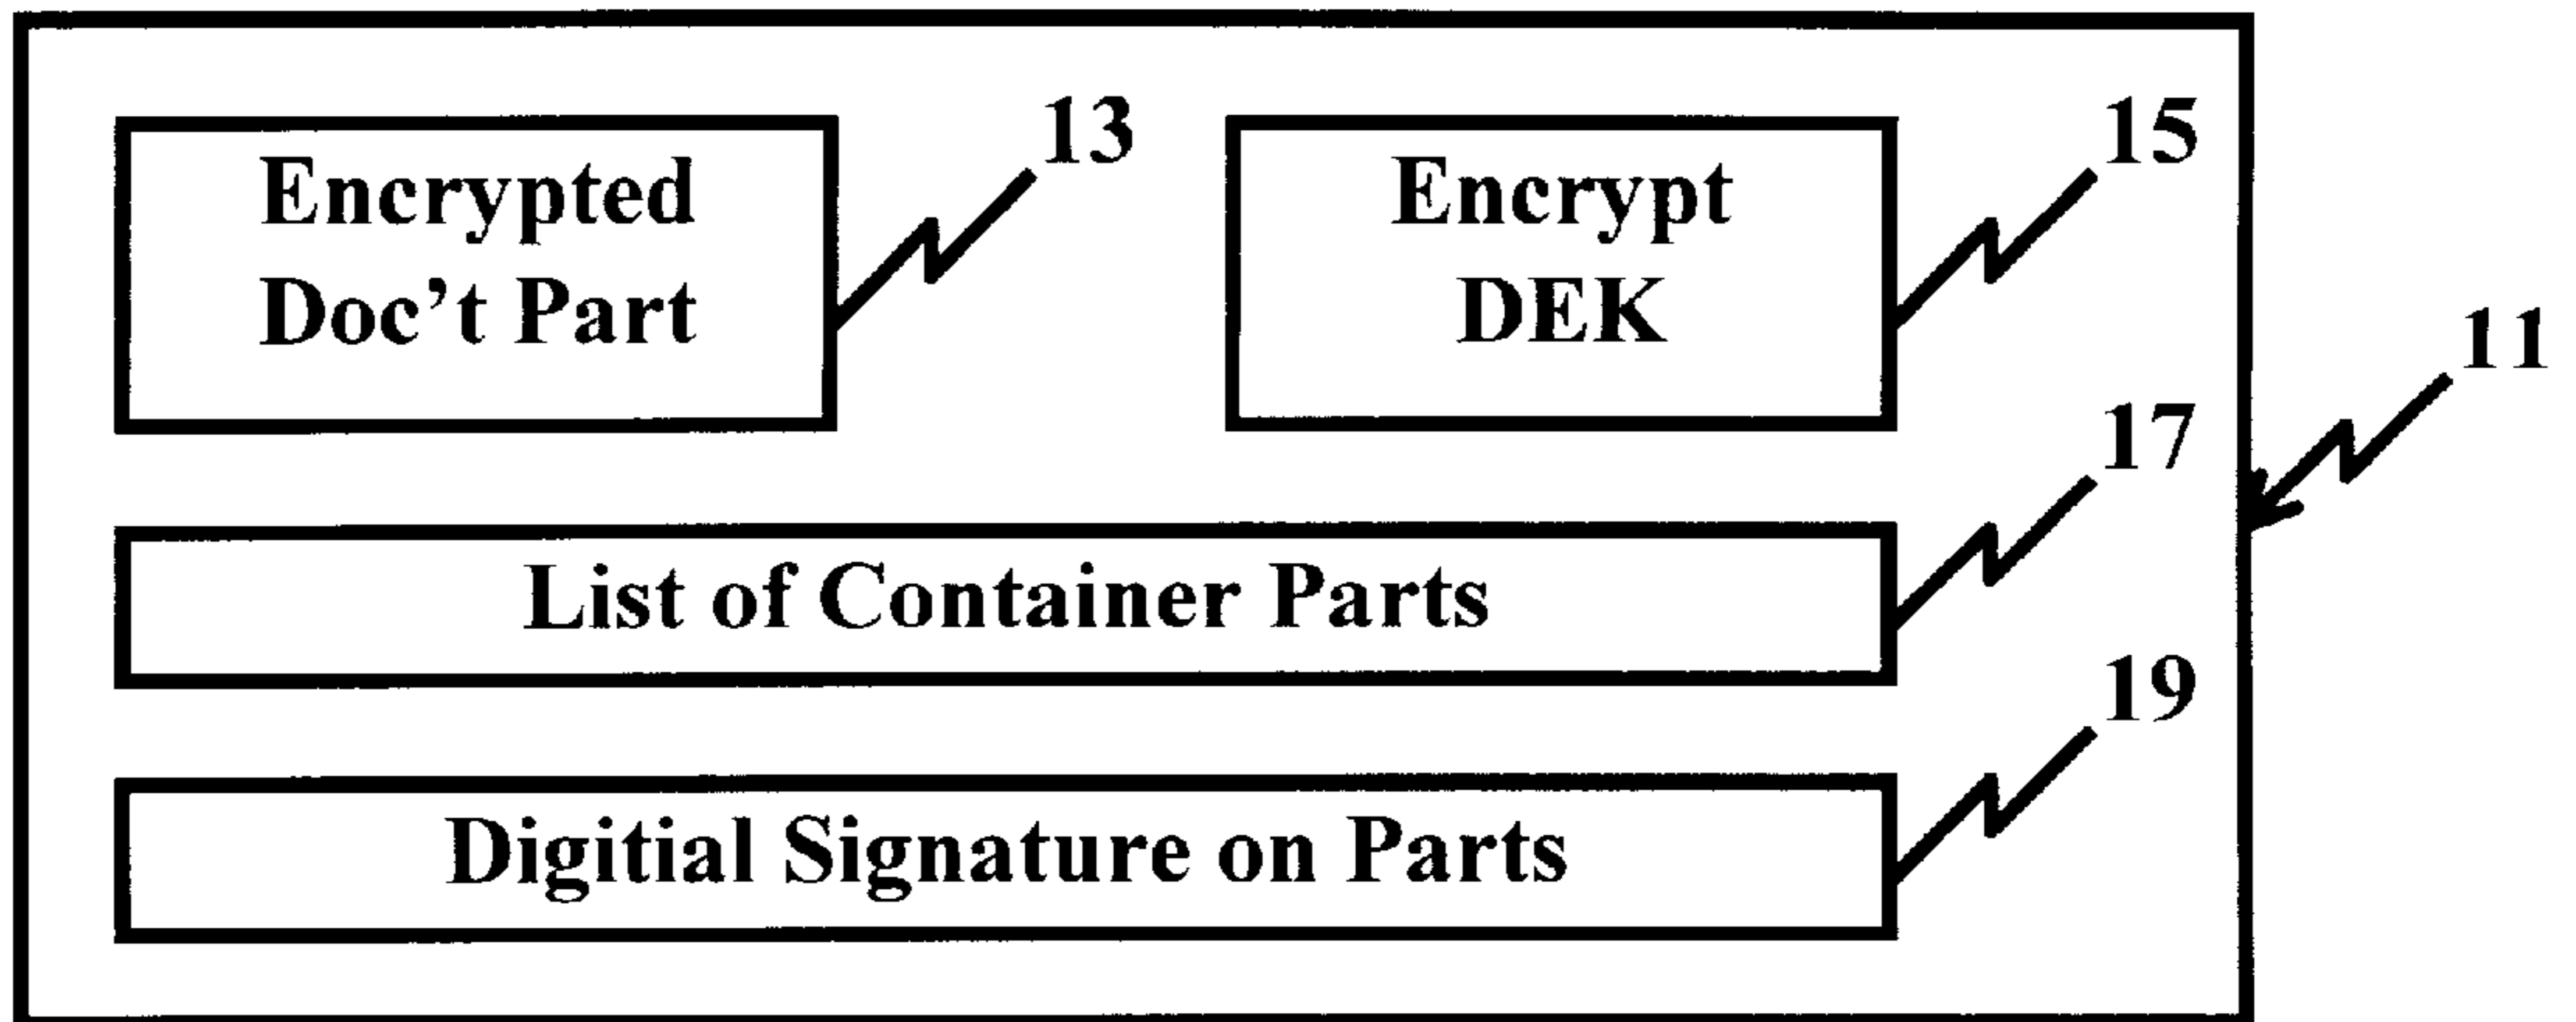 13
15
Encrypted
Doc’t Part
Encrypt
DEK
11
17
List of Container Parts
19
Digitial Signature on Parts